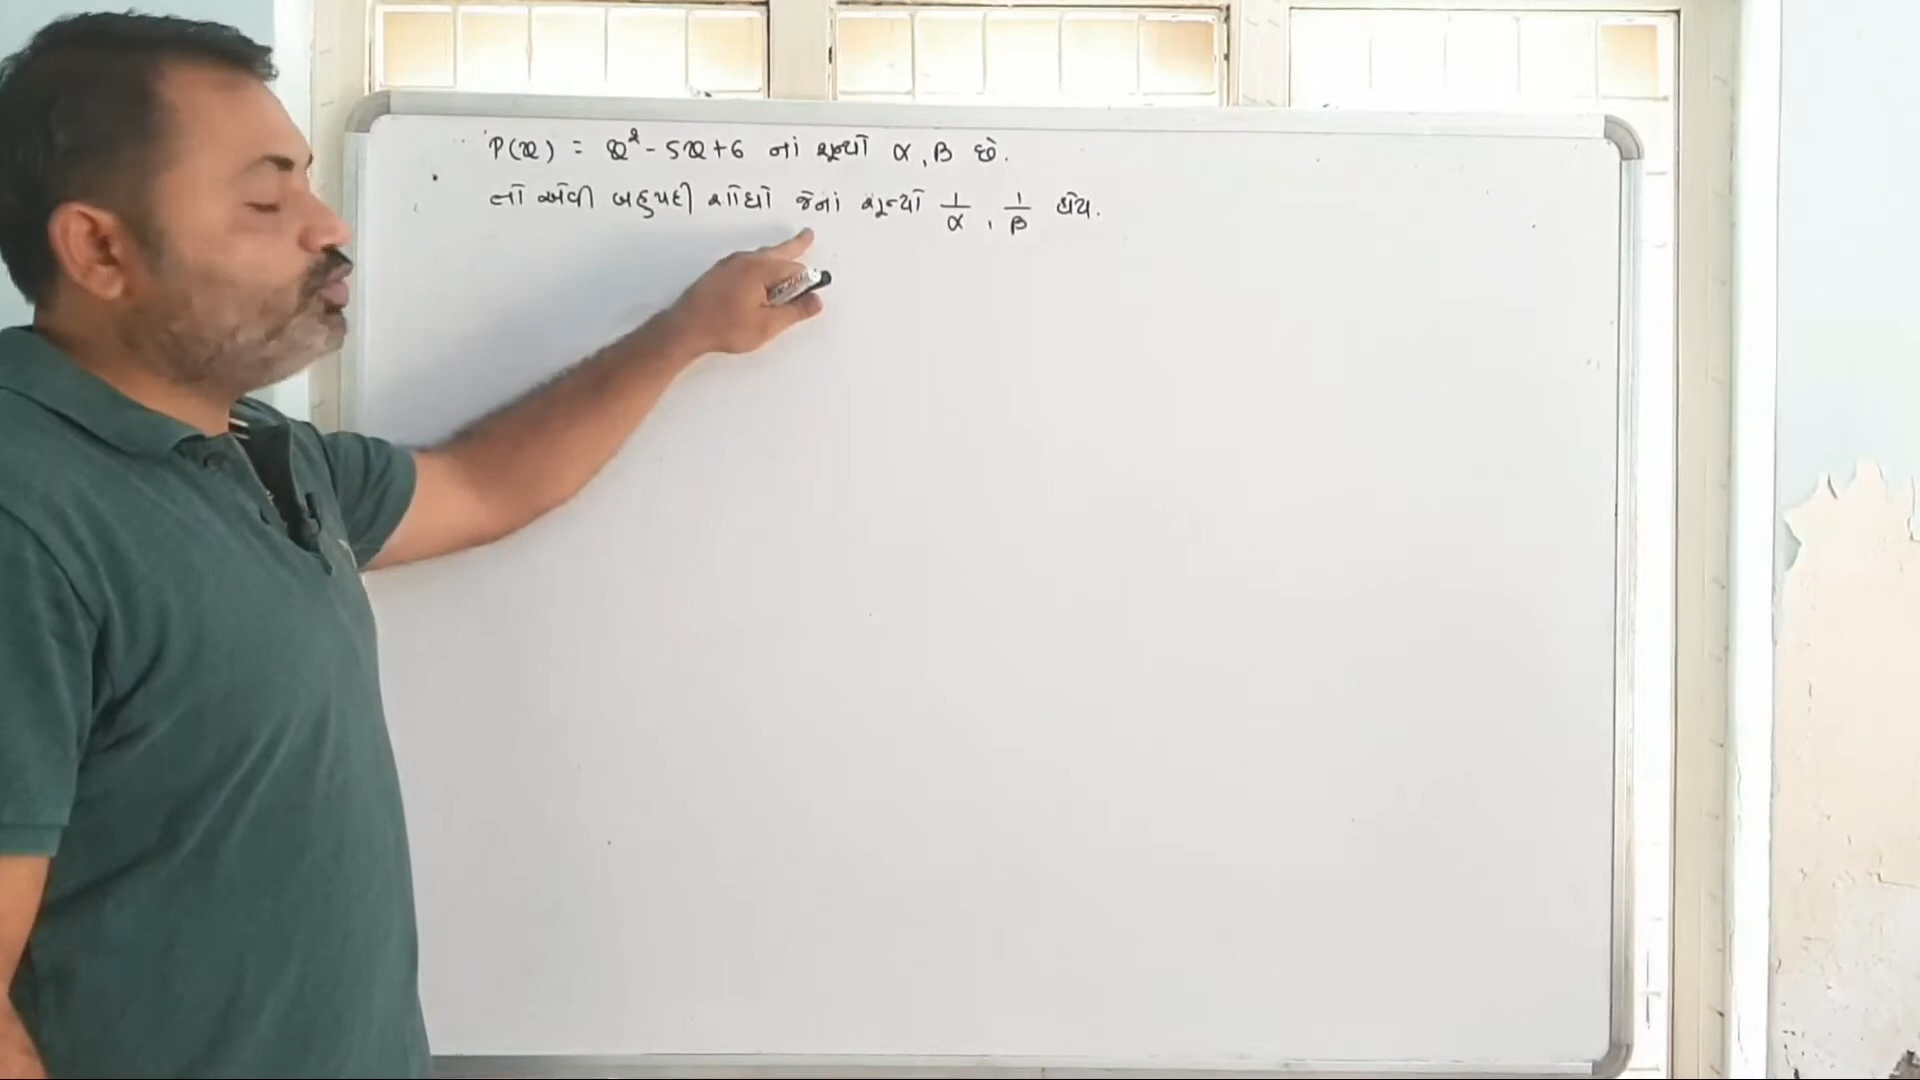 P(x) = x² - 5x + 6 નાં શૂન્યો α, β છે.
તો એવી બહુપદી શોધો જેનાં શૂન્યો 1/α, 1/β હોય.